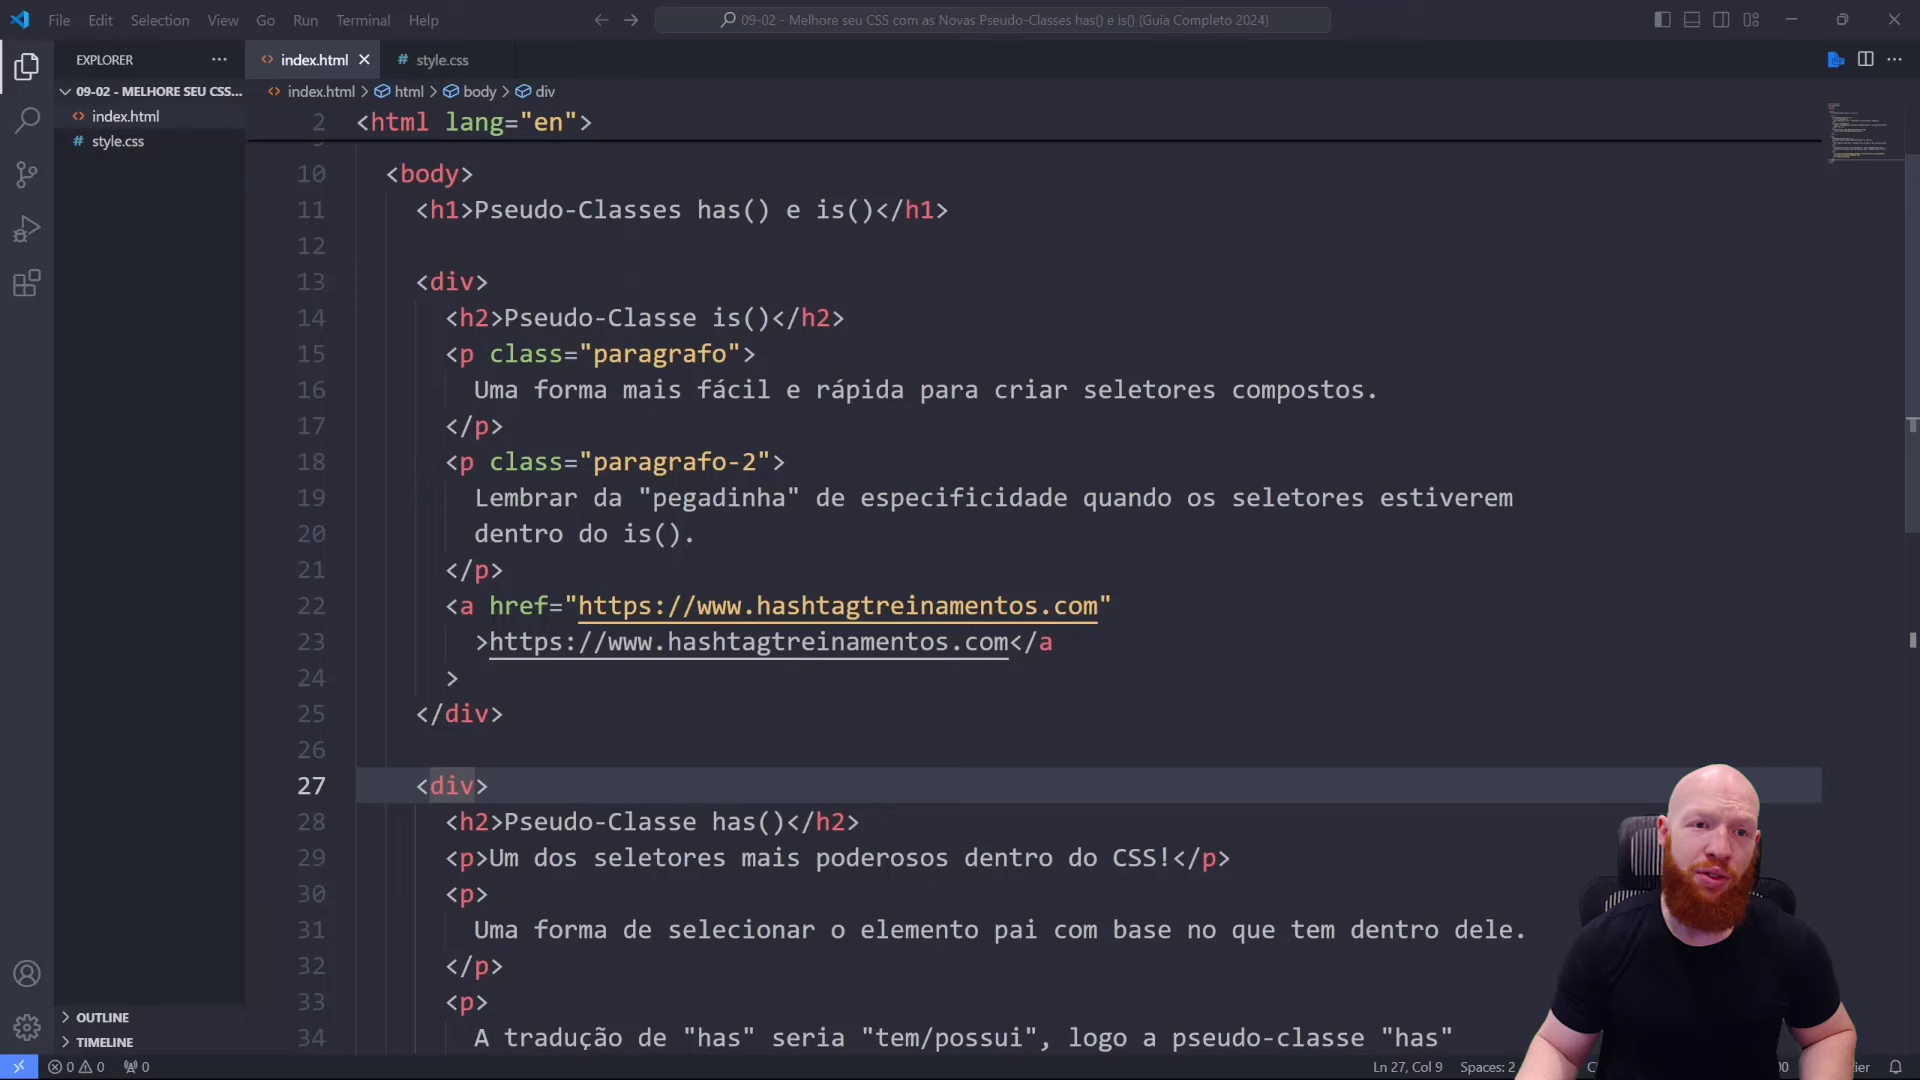 File Edit Selection View Go Run Terminal Help
09-02 - Melhore seu CSS com as Novas Pseudo-Classes has() e is() (Guia Completo 2024)
EXPLORER
09-02 - MELHORE SEU CSS...
index.html
style.css
OUTLINE
TIMELINE
index.html style.css
index.html html body div
2 <html lang="en">
10 <body>
11 <h1>Pseudo-Classes has() e is()</h1>
12
13 <div>
14 <h2>Pseudo-Classe is()</h2>
15 <p class="paragrafo">
16 Uma forma mais fácil e rápida para criar seletores compostos.
17 </p>
18 <p class="paragrafo-2">
19 Lembrar da "pegadinha" de especificidade quando os seletores estiverem
20 dentro do is().
21 </p>
22 <a href="https://www.hashtagtreinamentos.com"
23 >https://www.hashtagtreinamentos.com</a
24 >
25 </div>
26
27 <div>
28 <h2>Pseudo-Classe has()</h2>
29 <p>Um dos seletores mais poderosos dentro do CSS!</p>
30 <p>
31 Uma forma de selecionar o elemento pai com base no que tem dentro dele.
32 </p>
33 <p>
34 A tradução de "has" seria "tem/possui", logo a pseudo-classe "has"
0 0 0 Ln 27, Col 9 Spaces: 2